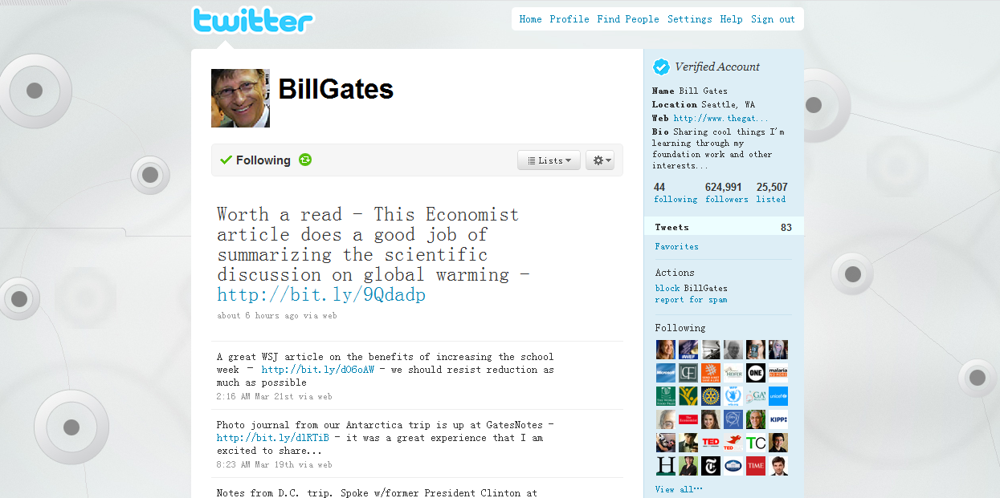 twitter
Home Profile Find People Settings Help Sign out
BillGates
Following
Lists
Worth a read - This Economist
article does a good job of
summarizing the scientific
discussion on global warming -
http://bit.ly/9Qdadp
about 6 hours ago via web
A great WSJ article on the benefits of increasing the school
week – http://bit.ly/dO6oAW - we should resist reduction as
much as possible
2:16 AM Mar 21st via web
Photo journal from our Antarctica trip is up at GatesNotes –
http://bit.ly/dlRTiB - it was a great experience that I am
excited to share...
8:23 AM Mar 19th via web
Notes from D.C. trip. Spoke w/former President Clinton at
Verified Account
Name Bill Gates
Location Seattle, WA
Web http://www.thegat...
Bio Sharing cool things I'm
learning through my
foundation work and other
interests...
44 624,991 25,507
following followers listed
Tweets 83
Favorites
Actions
block BillGates
report for spam
Following
Microsoft
ONE
malaria
unicef
The Economist
KIPP:
TED
TED
TC
H
T
TIME
View all…